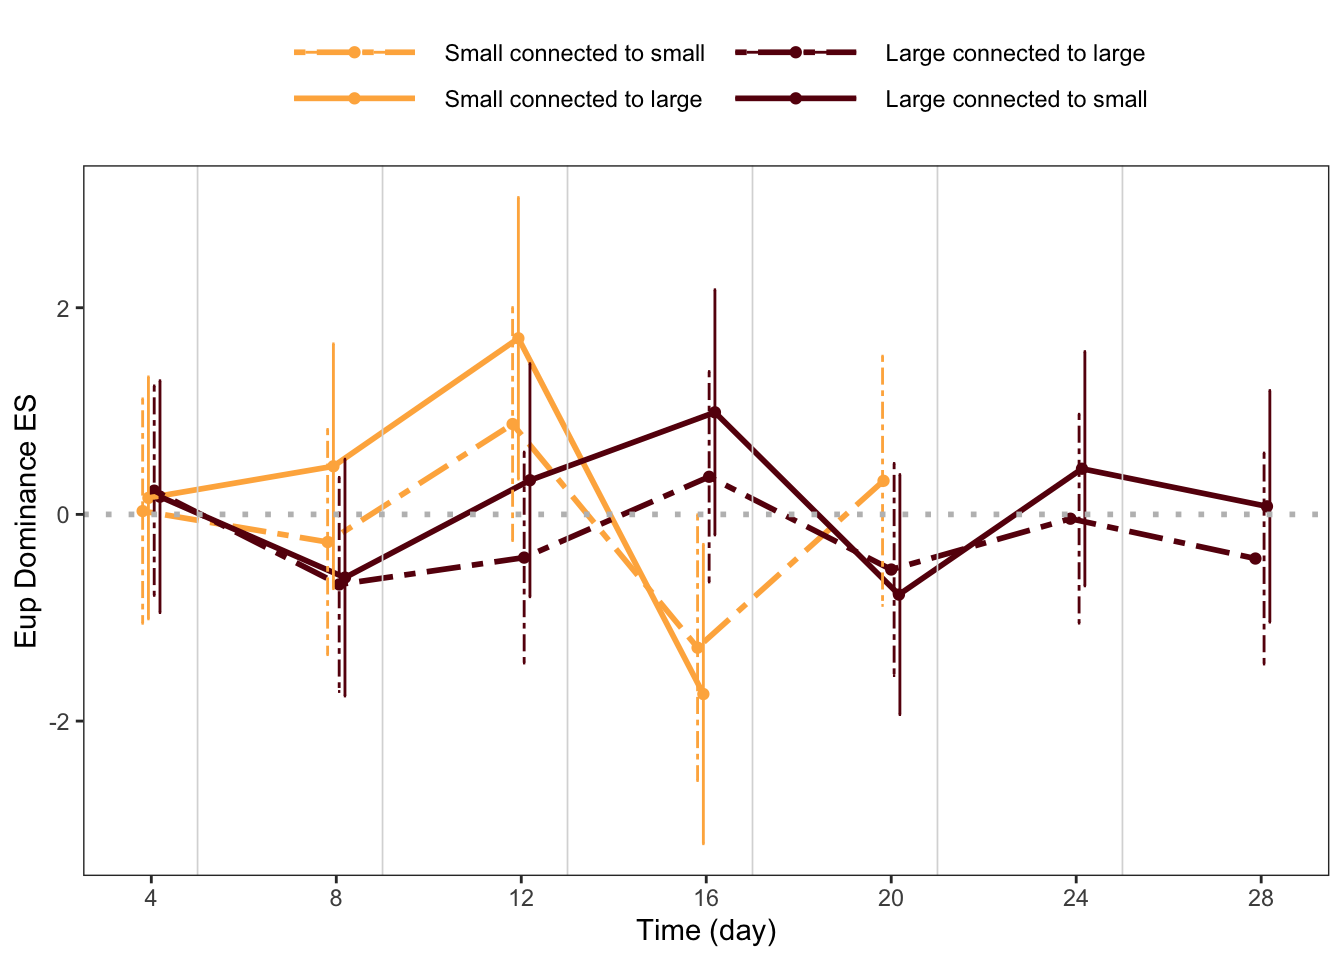 Small connected to small
Large connected to large
Small connected to large
Large connected to small
Eup Dominance ES
2
0
-2
4
8
12
16
20
24
28
Time (day)